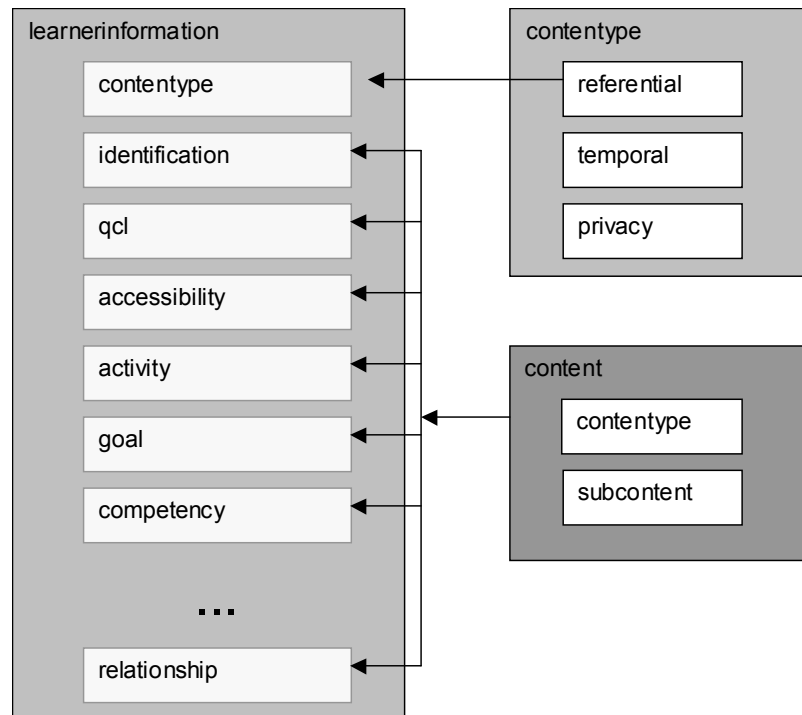 learnerinformation
contentype
identification
qcl
accessibility
activity
goal
competency
...
relationship
contentype
referential
temporal
privacy
content
contentype
subcontent